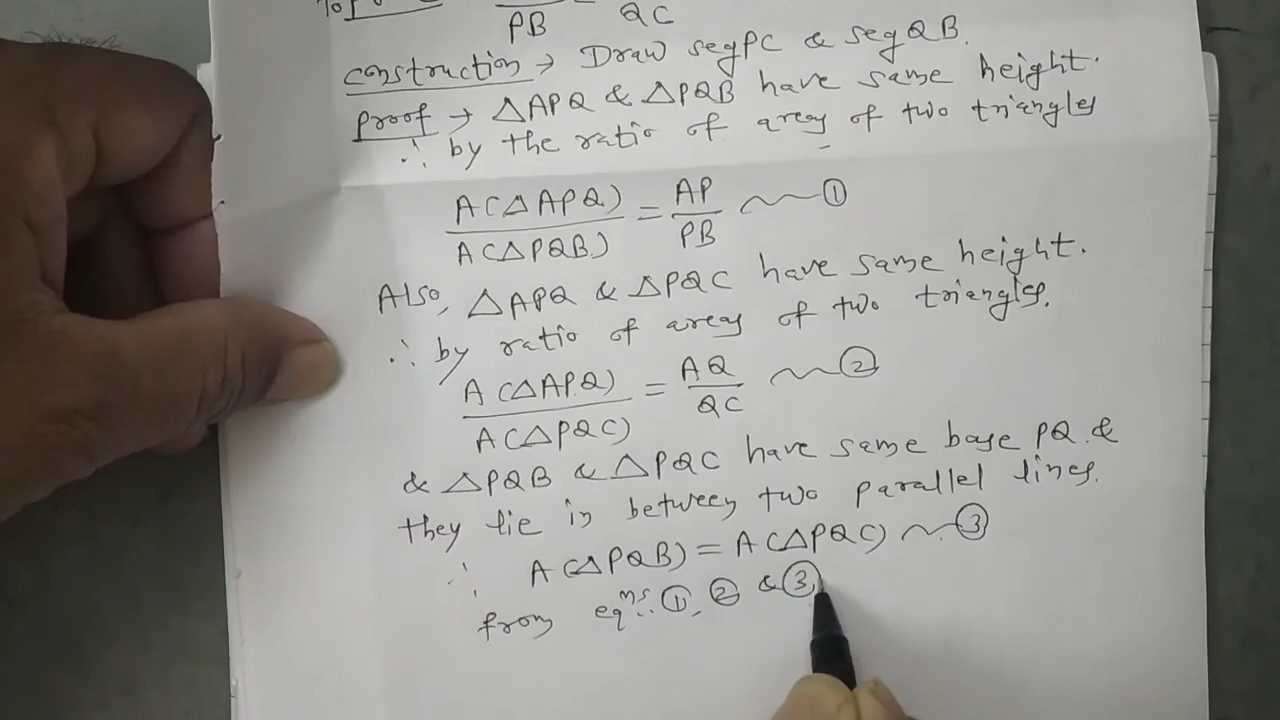 PB QC
construction → Draw seg PC & seg QB.
proof → △APQ & △PQB have same height.
∴ by the ratio of areas of two triangles
A(△APQ) / A(△PQB) = AP / PB ~ ①
Also, △APQ & △PQC have same height.
∴ by ratio of areas of two triangles.
A(△APQ) / A(△PQC) = AQ / QC ~ ②
& △PQB & △PQC have same base PQ &
they lie in between two parallel lines.
∴ A(△PQB) = A(△PQC) ~ ③
from eqns. ①, ② & ③,